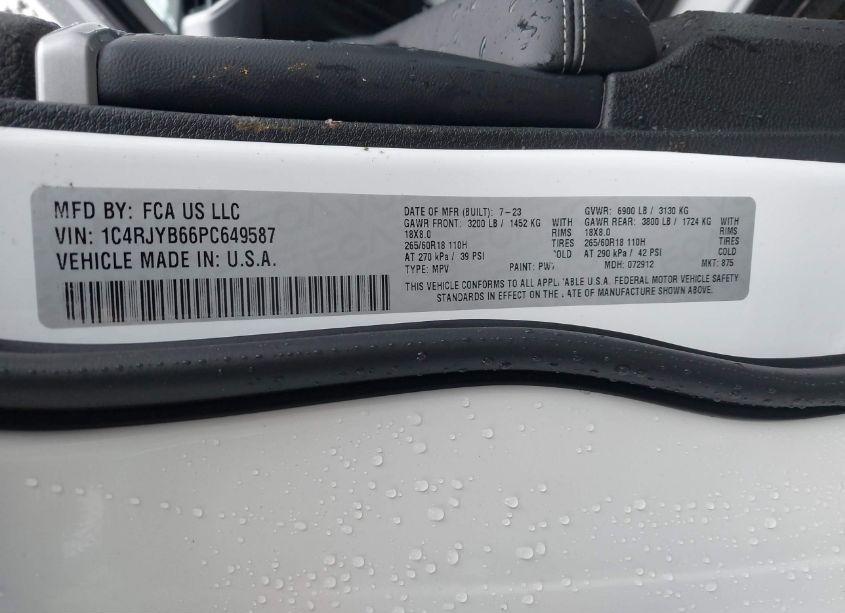 MFD BY: FCA US LLC
VIN: 1C4RJYB66PC649587
VEHICLE MADE IN: U.S.A.
DATE OF MFR (BUILT): 7-23
GAWR FRONT: 3200 LB / 1452 KG WITH
18X8.0 RIMS
265/60R18 110H TIRES
AT 270 kPa / 39 PSI COLD
TYPE: MPV PAINT: PW7
GVWR: 6900 LB / 3130 KG
GAWR REAR: 3800 LB / 1724 KG WITH
18X8.0 RIMS
265/60R18 110H TIRES
AT 290 kPa / 42 PSI COLD
MDH: 072912 MKT: 875
THIS VEHICLE CONFORMS TO ALL APPLICABLE U.S.A. FEDERAL MOTOR VEHICLE SAFETY
STANDARDS IN EFFECT ON THE DATE OF MANUFACTURE SHOWN ABOVE.